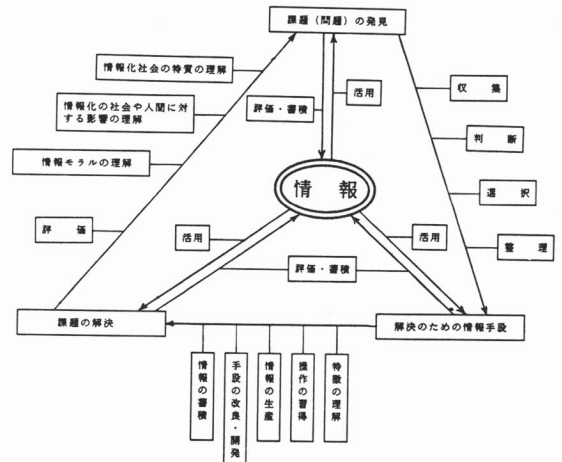 課題(問題)の発見
情報化社会の特質の理解
情報化の社会や人間に対
する影響の理解
情報モラルの理解
評 価
評価・蓄積
活用
収 集
判 断
選 択
整 理
情 報
活用
活用
評価・蓄積
課題の解決
解決のための情報手段
情報の蓄積
手段の改良・開発
情報の生産
操作の習得
特徴の理解